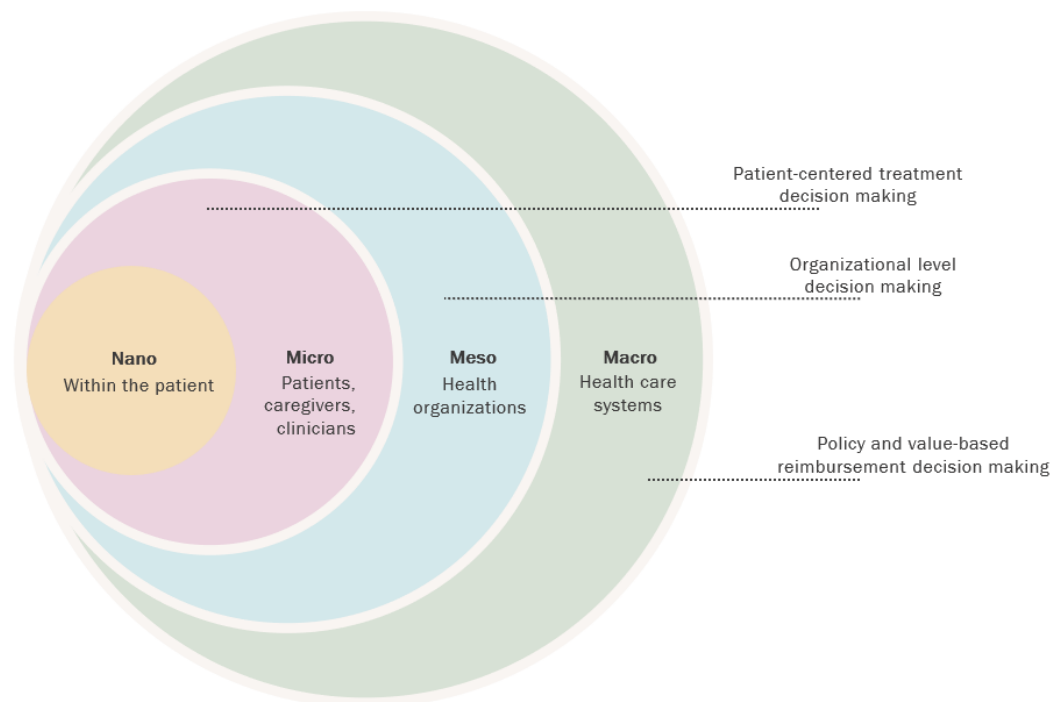 Patient-centered treatment
decision making
Organizational level
decision making
Nano
Within the patient
Micro
Patients,
caregivers,
clinicians
Meso
Health
organizations
Macro
Health care
systems
Policy and value-based
reimbursement decision making